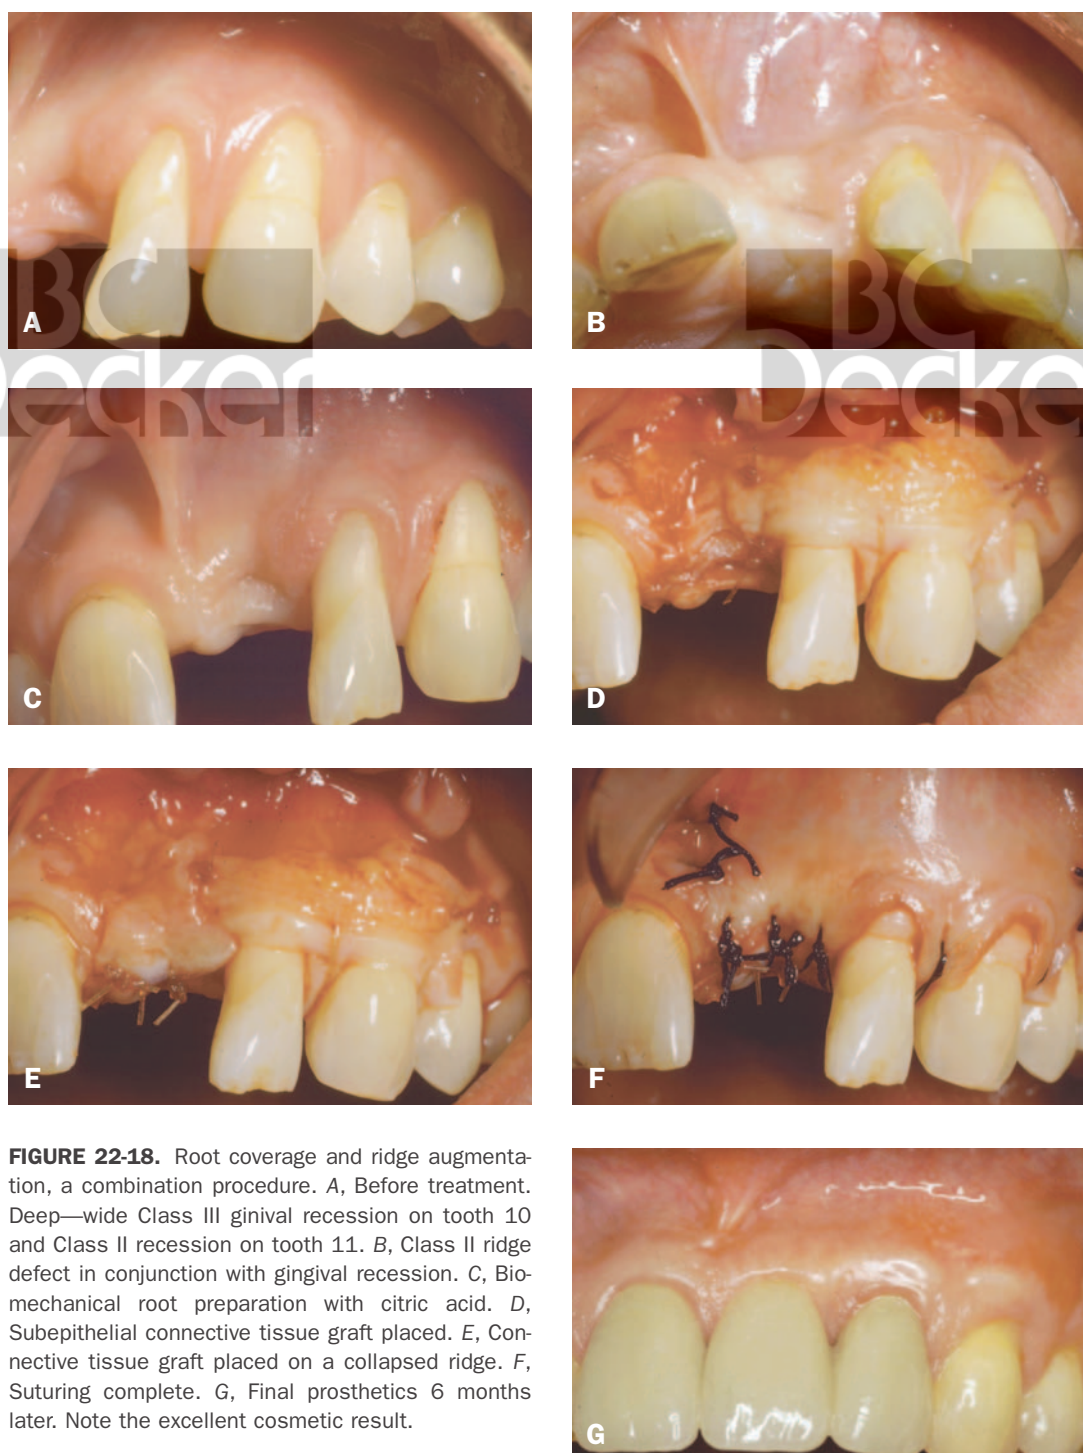 A
B
BC
Decker
BC
Decke
C
D
E
F
FIGURE 22-18. Root coverage and ridge augmenta-
tion, a combination procedure. A, Before treatment.
Deep—wide Class III ginival recession on tooth 10
and Class II recession on tooth 11. B, Class II ridge
defect in conjunction with gingival recession. C, Bio-
mechanical root preparation with citric acid. D,
Subepithelial connective tissue graft placed. E, Con-
nective tissue graft placed on a collapsed ridge. F,
Suturing complete. G, Final prosthetics 6 months
later. Note the excellent cosmetic result.
G